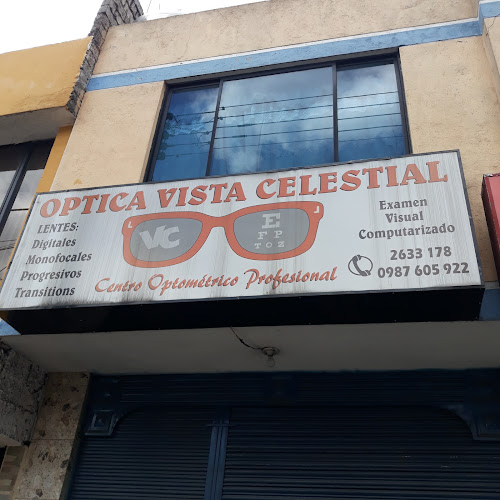 OPTICA VISTA CELESTIAL
LENTES:
Digitales
Monofocales
Progresivos
Transitions
VC
E
F P
T O Z
Centro Optométrico Profesional
Examen
Visual
Computarizado
2633 178
0987 605 922